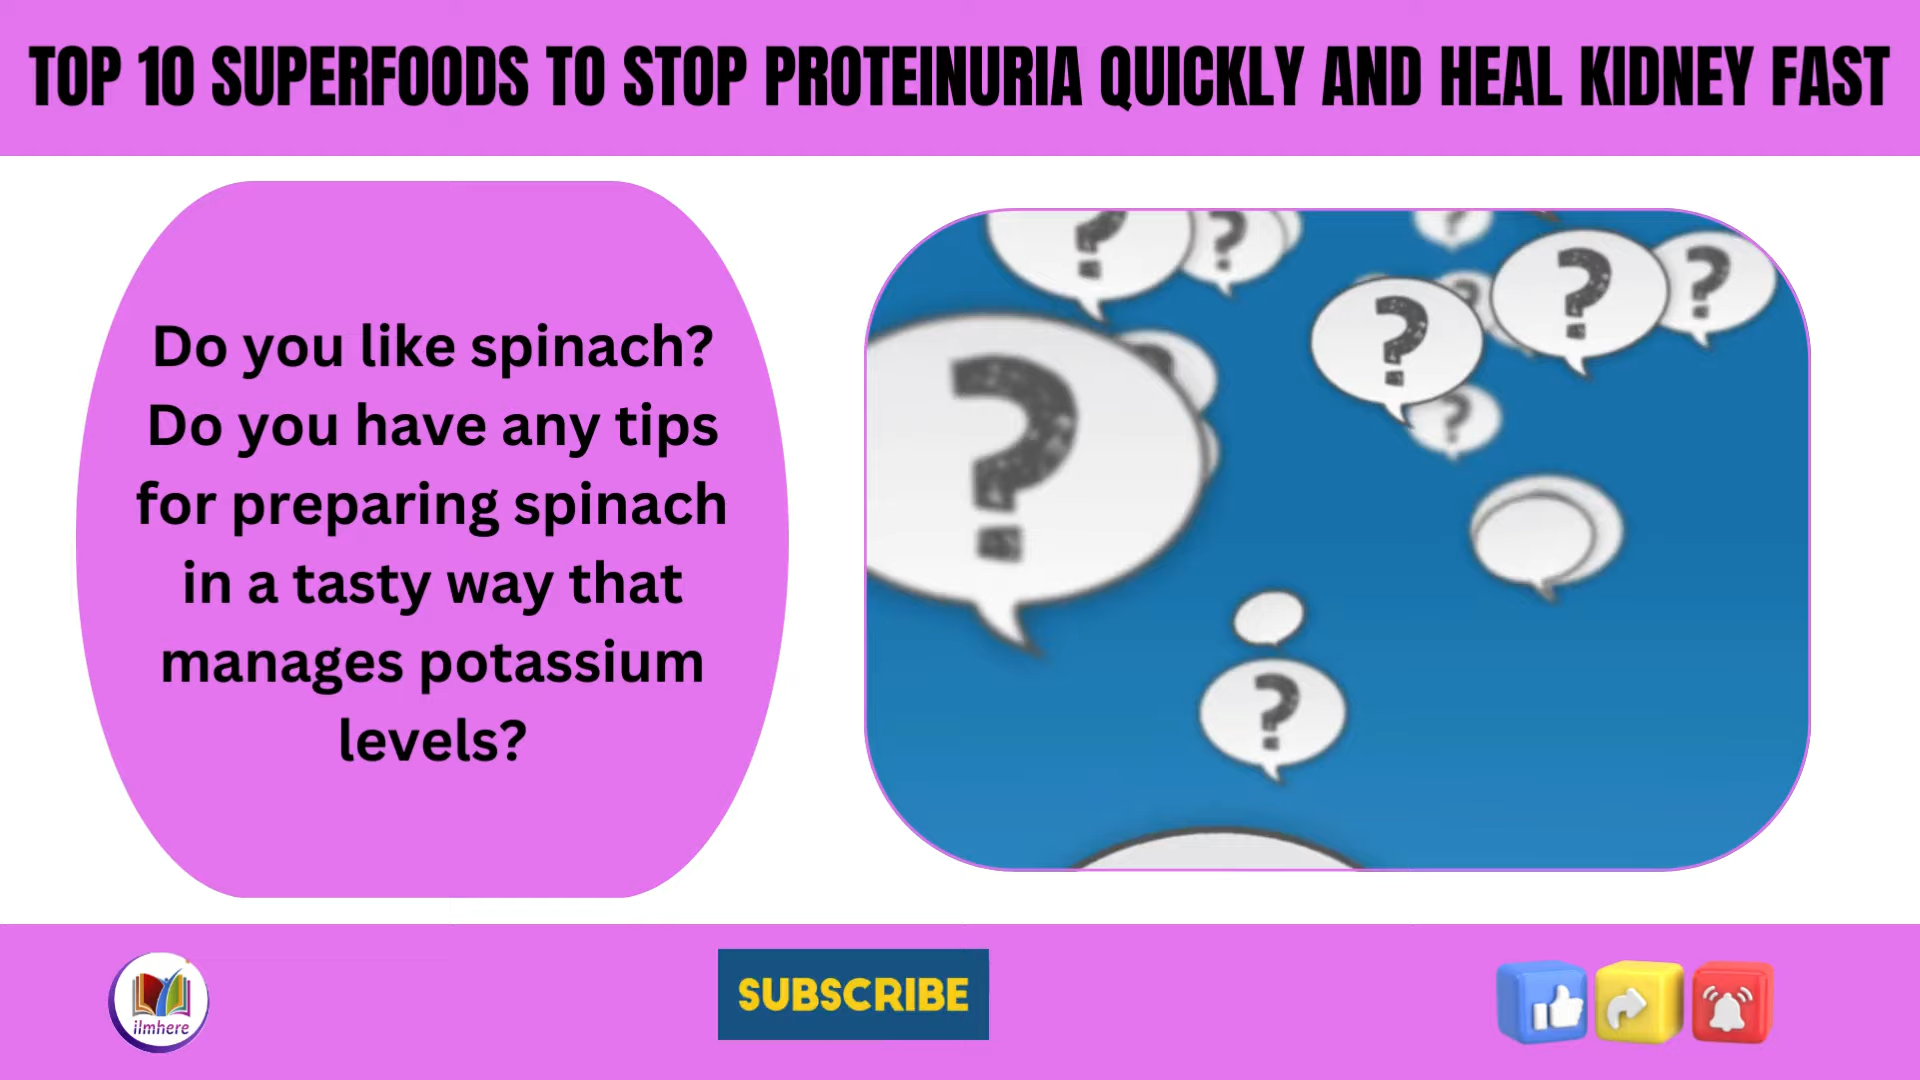 TOP 10 SUPERFOODS TO STOP PROTEINURIA QUICKLY AND HEAL KIDNEY FAST
Do you like spinach?
Do you have any tips
for preparing spinach
in a tasty way that
manages potassium
levels?
?
?
?
?
?
?
?
?
?
?
ilmhere
SUBSCRIBE